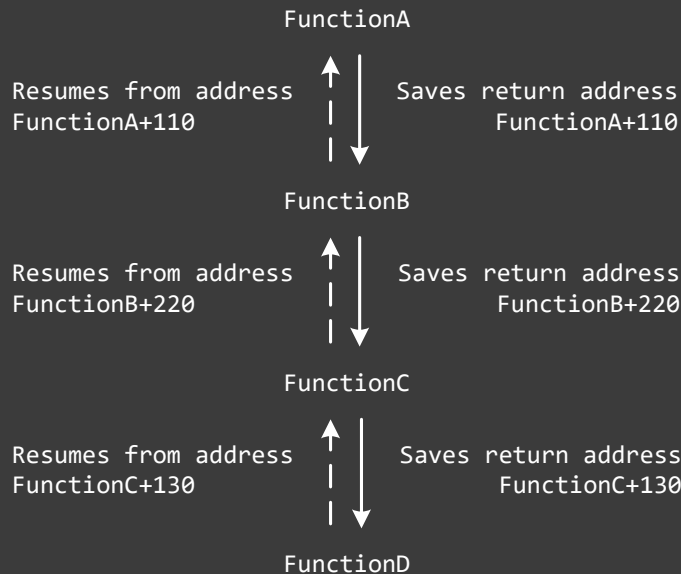 FunctionA
Resumes from address
FunctionA+110
Saves return address
FunctionA+110
FunctionB
Resumes from address
FunctionB+220
Saves return address
FunctionB+220
FunctionC
Resumes from address
FunctionC+130
Saves return address
FunctionC+130
FunctionD